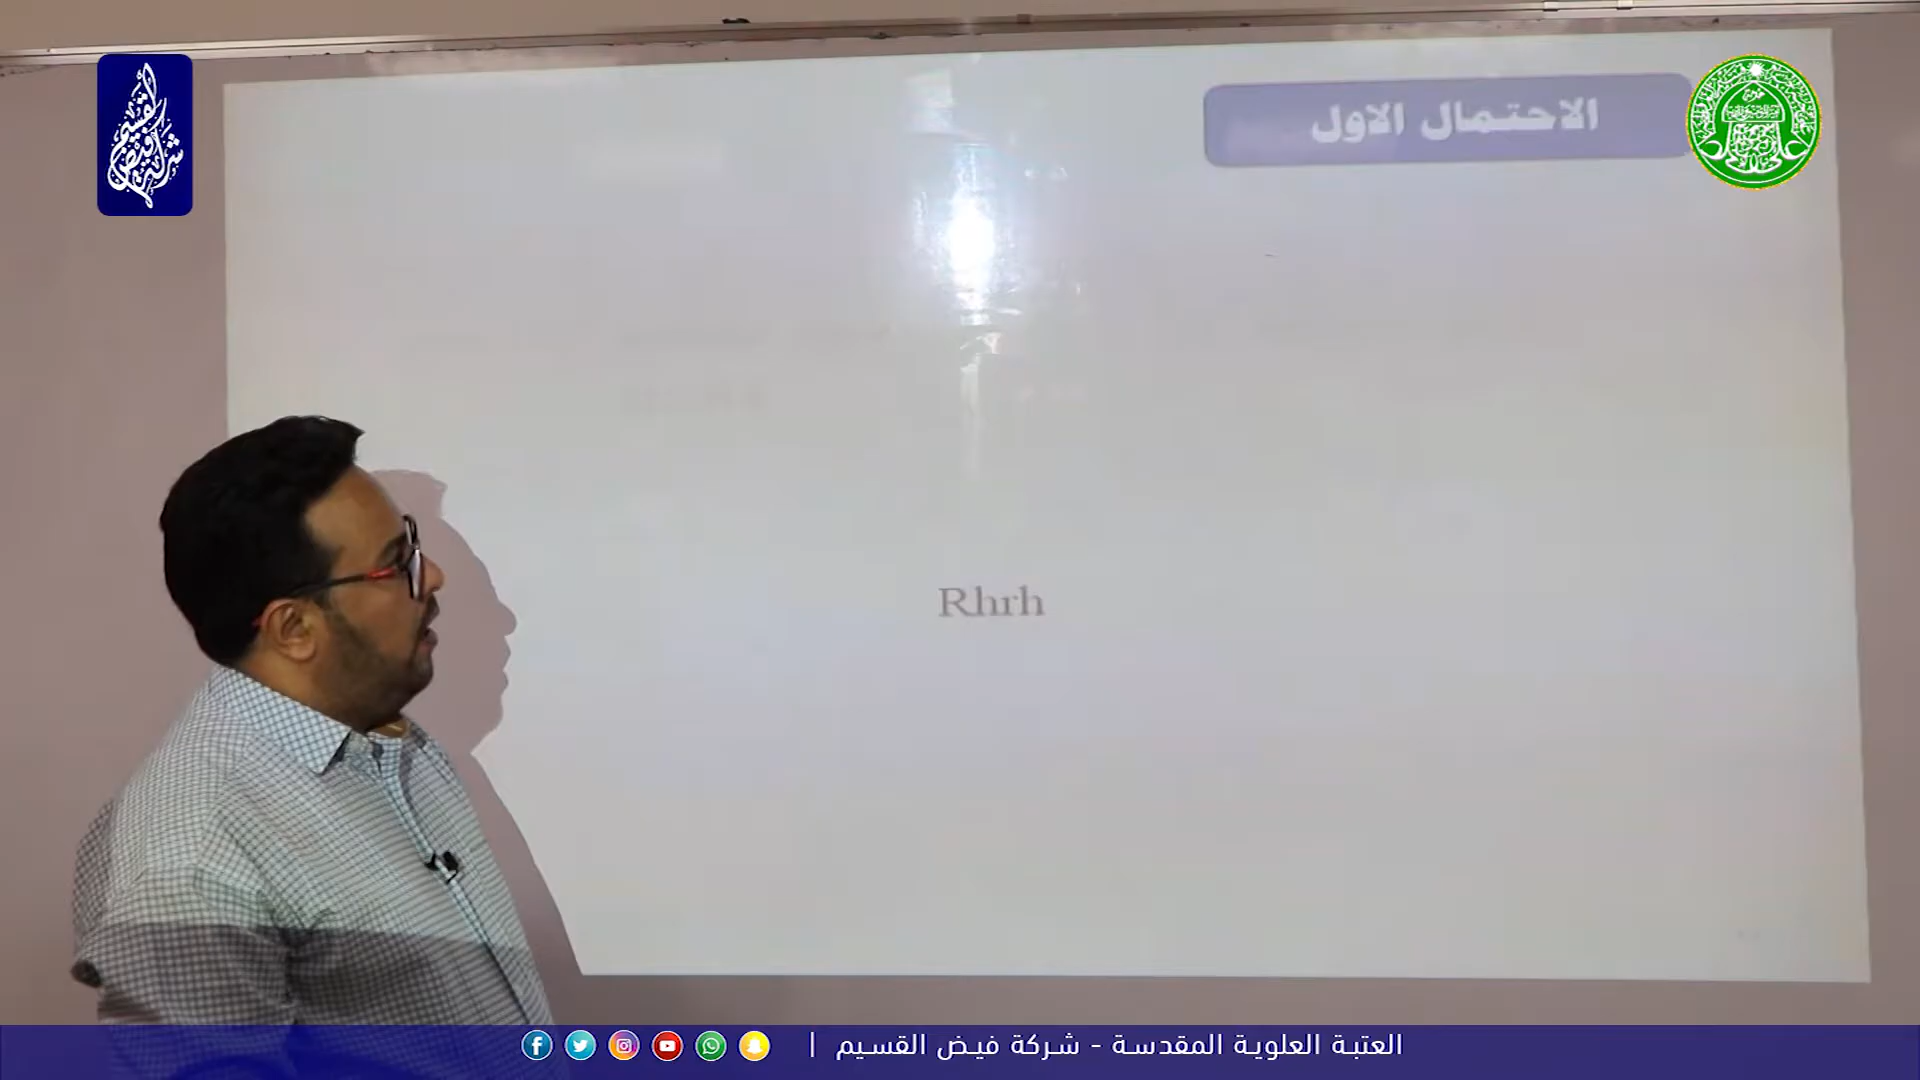 الاحتمال الاول
Rhrh
العتبة العلوية المقدسة - شركة فيض القسيم |